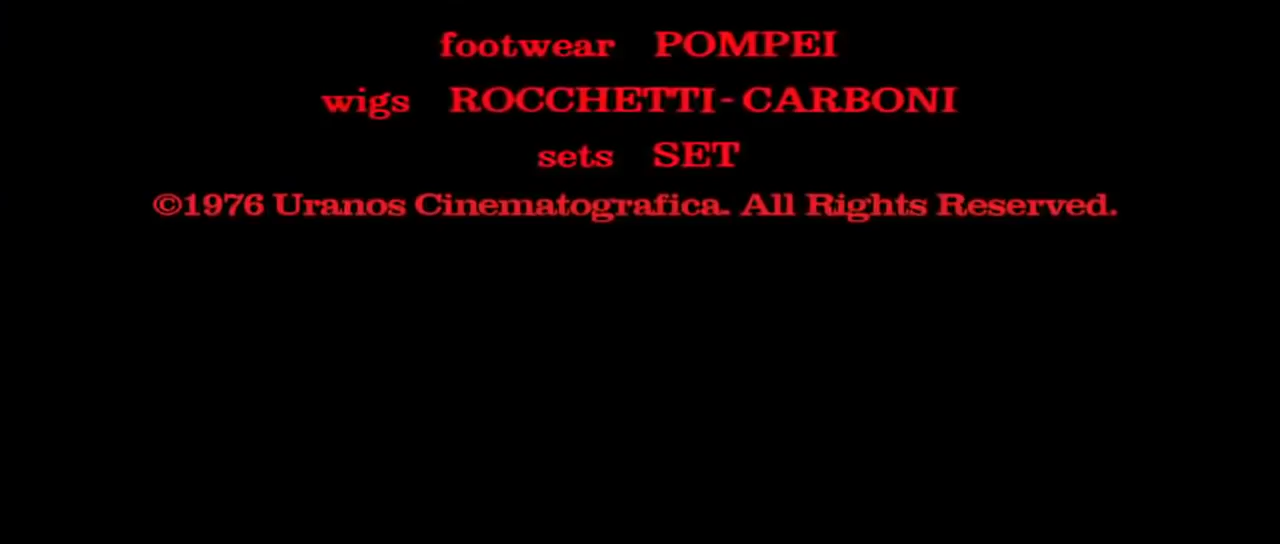 footwear POMPEI
wigs ROCCHETTI-CARBONI
sets SET
©1976 Uranos Cinematografica. All Rights Reserved.